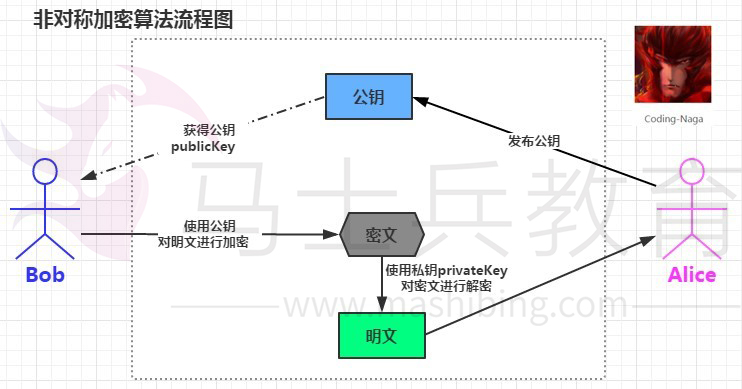 非对称加密算法流程图
公钥
Coding-Naga
获得公钥
publicKey
发布公钥
马士兵教育
使用公钥
对明文进行加密
密文
Bob
使用私钥privateKey
对密文进行解密
Alice
www.mashibing.com
明文